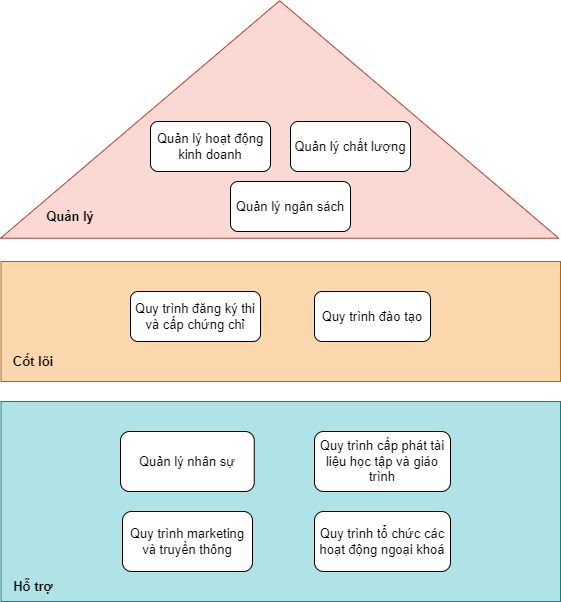 Quản lý hoạt động
kinh doanh
Quản lý chất lượng
Quản lý ngân sách
Quản lý
Quy trình đăng ký thi
và cấp chứng chỉ
Quy trình đào tạo
Cốt lõi
Quản lý nhân sự
Quy trình cấp phát tài
liệu học tập và giáo
trình
Quy trình marketing
và truyền thông
Quy trình tổ chức các
hoạt động ngoại khoá
Hỗ trợ